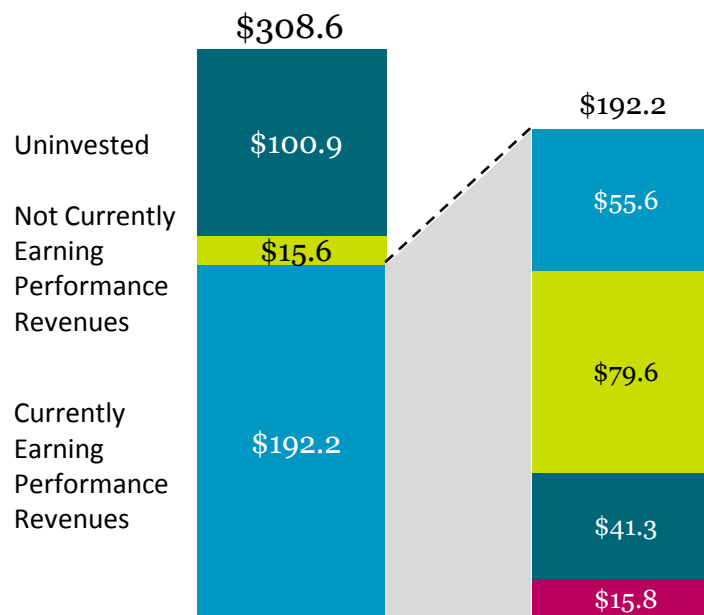 $308.6
$192.2
Uninvested
$100.9
$55.6
Not Currently
Earning
Performance
Revenues
$15.6
$79.6
Currently
Earning
Performance
Revenues
$192.2
$41.3
$15.8